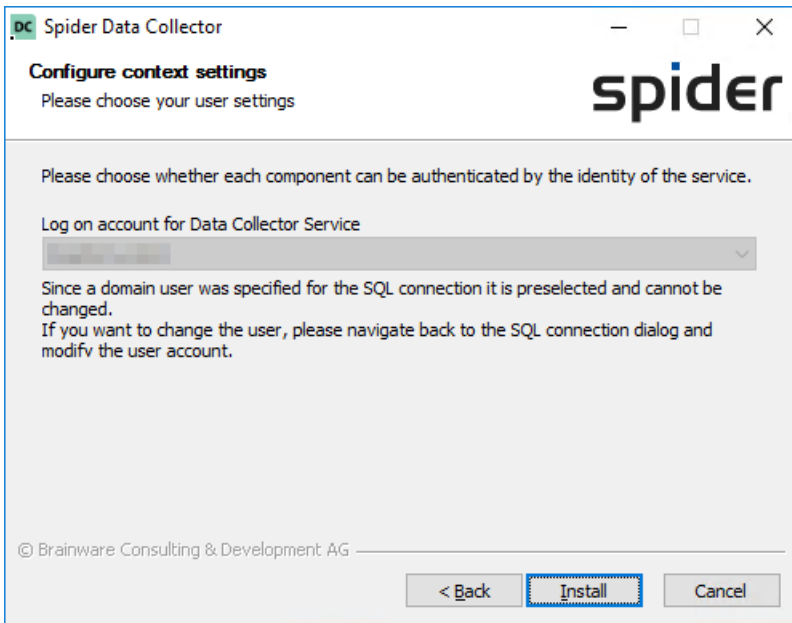 DC Spider Data Collector
Configure context settings
Please choose your user settings
spider
Please choose whether each component can be authenticated by the identity of the service.
Log on account for Data Collector Service
Since a domain user was specified for the SQL connection it is preselected and cannot be
changed.
If you want to change the user, please navigate back to the SQL connection dialog and
modify the user account.
© Brainware Consulting & Development AG
< Back Install Cancel